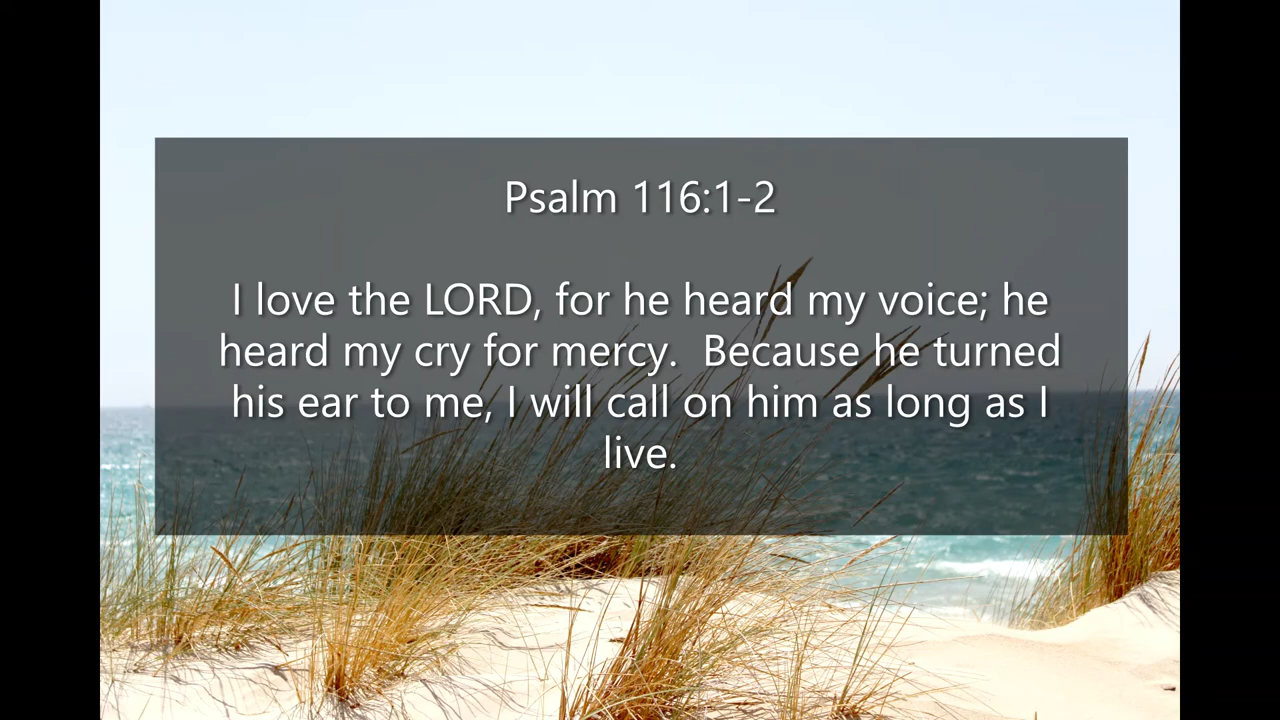 Psalm 116:1-2
I love the LORD, for he heard my voice; he
heard my cry for mercy.  Because he turned
his ear to me, I will call on him as long as I
live.